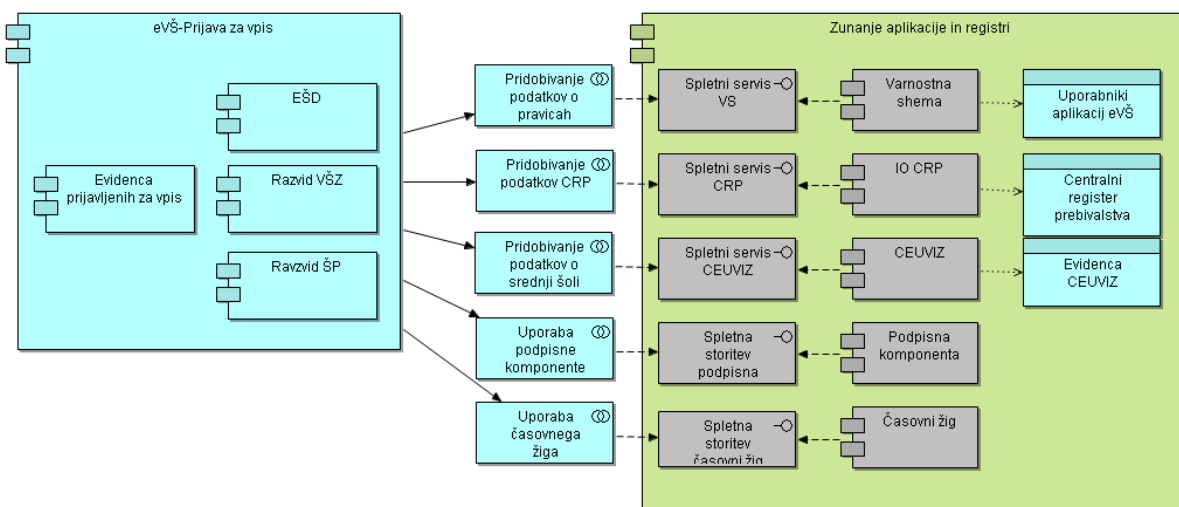 eVŠ-Prijava za vpis
EŠD
Evidenca
prijavljenih za vpis
Razvid VŠZ
Ravzvid ŠP
Pridobivanje
podatkov o
pravicah
Pridobivanje
podatkov CRP
Pridobivanje
podatkov o
srednji šoli
Uporaba
podpisne
komponente
Uporaba
časovnega
žiga
Zunanje aplikacije in registri
Spletni servis
VS
Varnostna
shema
Uporabniki
aplikacij eVŠ
Spletni servis
CRP
IO CRP
Centralni
register
prebivalstva
Spletni servis
CEUVIZ
CEUVIZ
Evidenca
CEUVIZ
Spletna
storitev
podpisna
Podpisna
komponenta
Spletna
storitev
časovni žig
Časovni žig